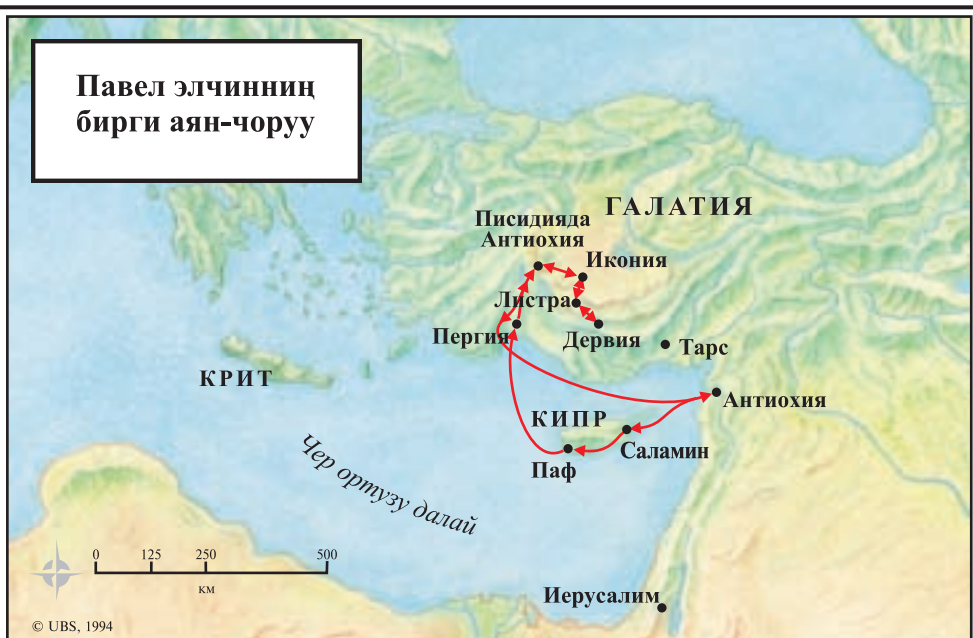 Павел элчинниң
бирги аян-чоруу
ГАЛАТИЯ
Писидияда
Антиохия
Икония
Листра
Пергия
Дервия
Тарс
КРИТ
Антиохия
КИПР
Саламин
Паф
Чер ортузу далай
0 125 250 500
км
Иерусалим
© UBS, 1994